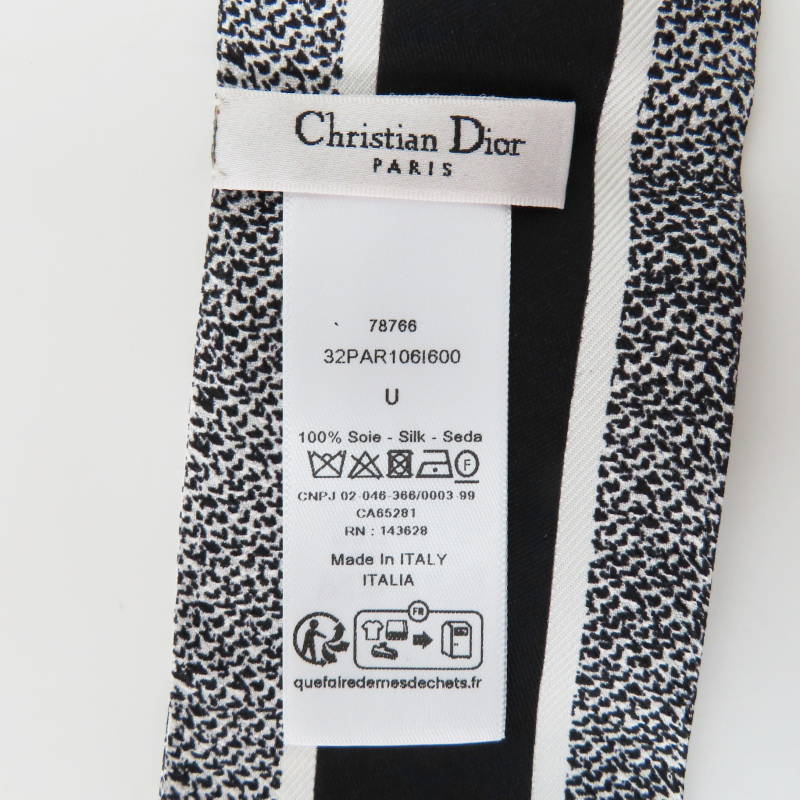 Christian Dior
PARIS
78766
32PAR106I600
U
100% Soie - Silk - Seda
F
CNPJ 02-046-366/0003-99
CA65281
RN : 143628
Made In ITALY
ITALIA
FR
quefairedemesdechets.fr